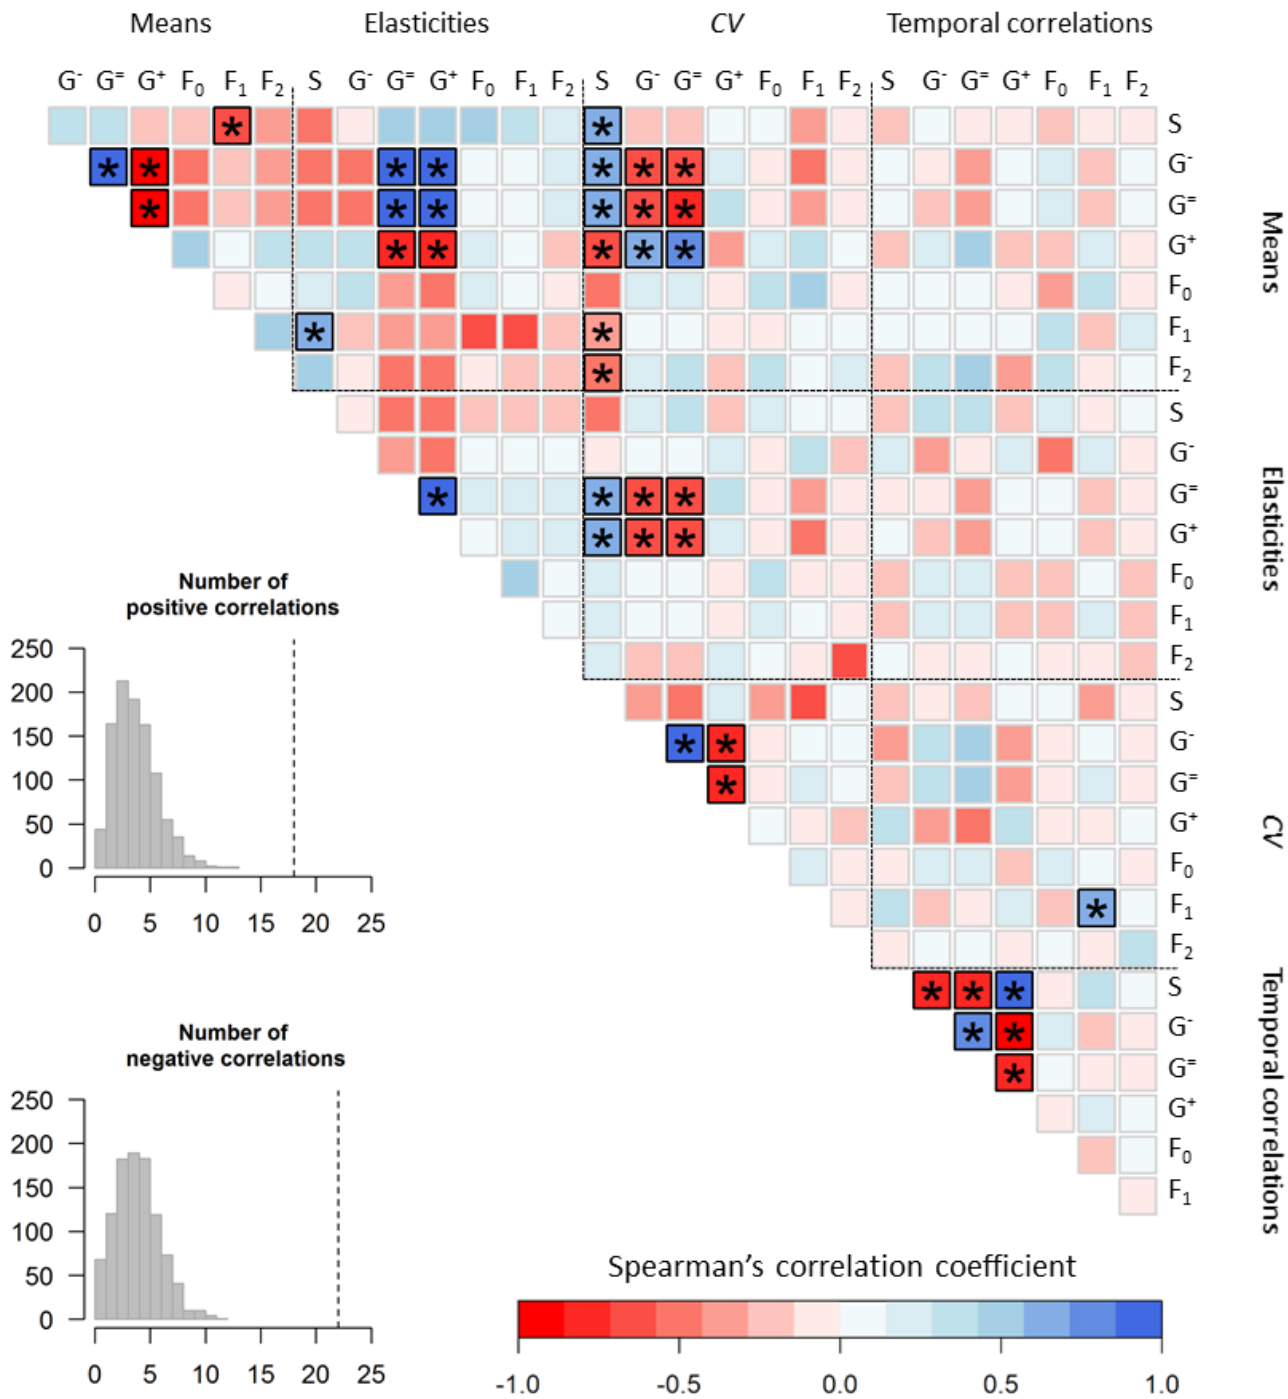 Means Elasticities CV Temporal correlations
G⁻ G⁼ G⁺ F₀ F₁ F₂ S G⁻ G⁼ G⁺ F₀ F₁ F₂ S G⁻ G⁼ G⁺ F₀ F₁ F₂ S G⁻ G⁼ G⁺ F₀ F₁ F₂
* * S
* * * * * * * G⁻
* * * * * * G⁼
* * * * * G⁺
F₀
* * F₁
* F₂
Means
S
G⁻
* * * * G⁼
* * * G⁺
F₀
F₁
F₂
Elasticities
S
* * G⁻
* G⁼
G⁺
F₀
* F₁
F₂
CV
* * * S
* * G⁻
* G⁼
G⁺
F₀
F₁
Temporal correlations
Number of
positive correlations
250
200
150
100
50
0
0 5 10 15 20 25
Number of
negative correlations
250
200
150
100
50
0
0 5 10 15 20 25
Spearman’s correlation coefficient
-1.0 -0.5 0.0 0.5 1.0